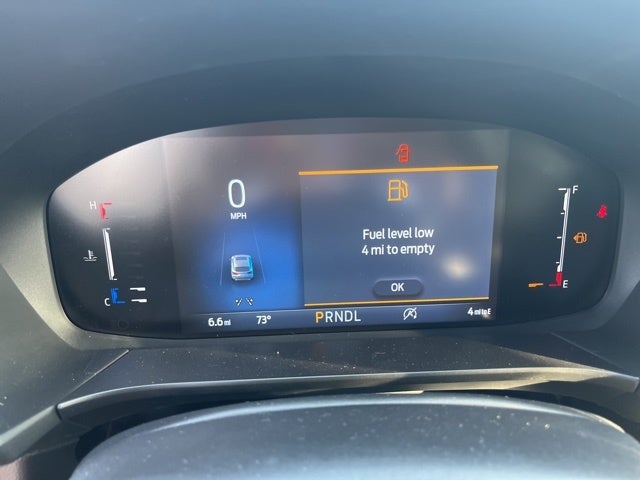 H
C
0
MPH
Fuel level low
4 mi to empty
OK
F
E
6.6 mi
73°
PRNDL
4 mi to E